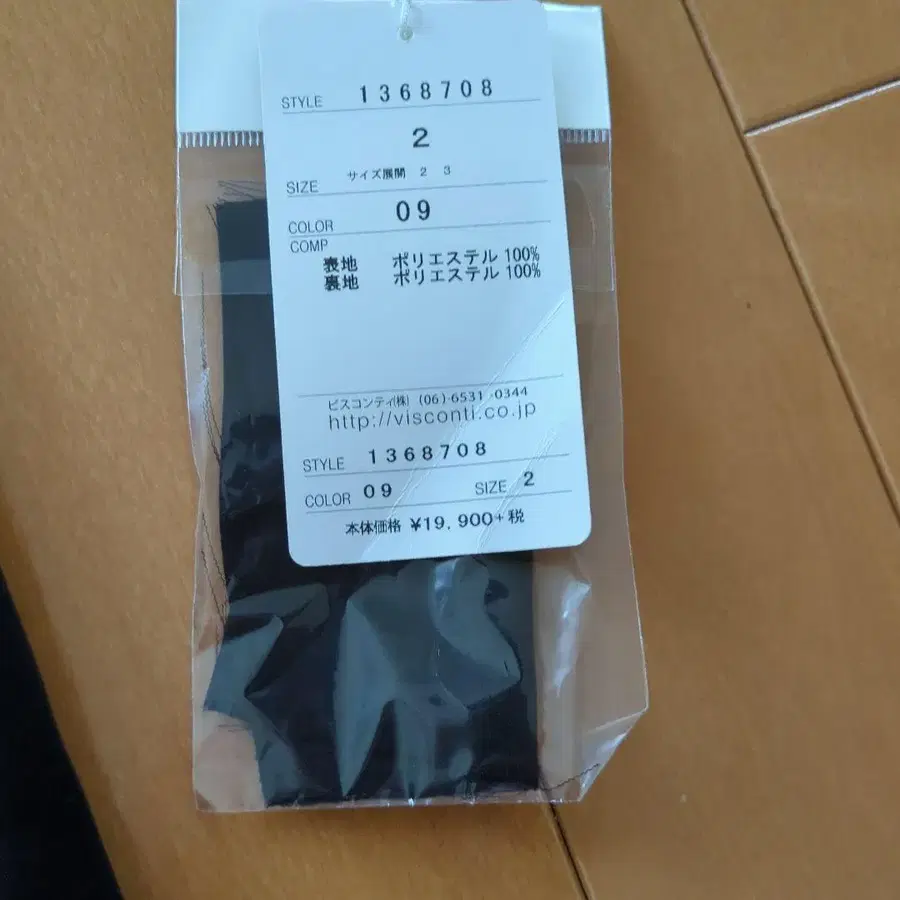 STYLE 1368708
2
サイズ展開 2 3
SIZE
COLOR 09
COMP
表地 ポリエステル 100%
裏地 ポリエステル 100%
ビスコンティ㈱ (06)-6531-0344
http://visconti.co.jp
STYLE 1368708
COLOR 09 SIZE 2
本体価格 ¥19.900+税